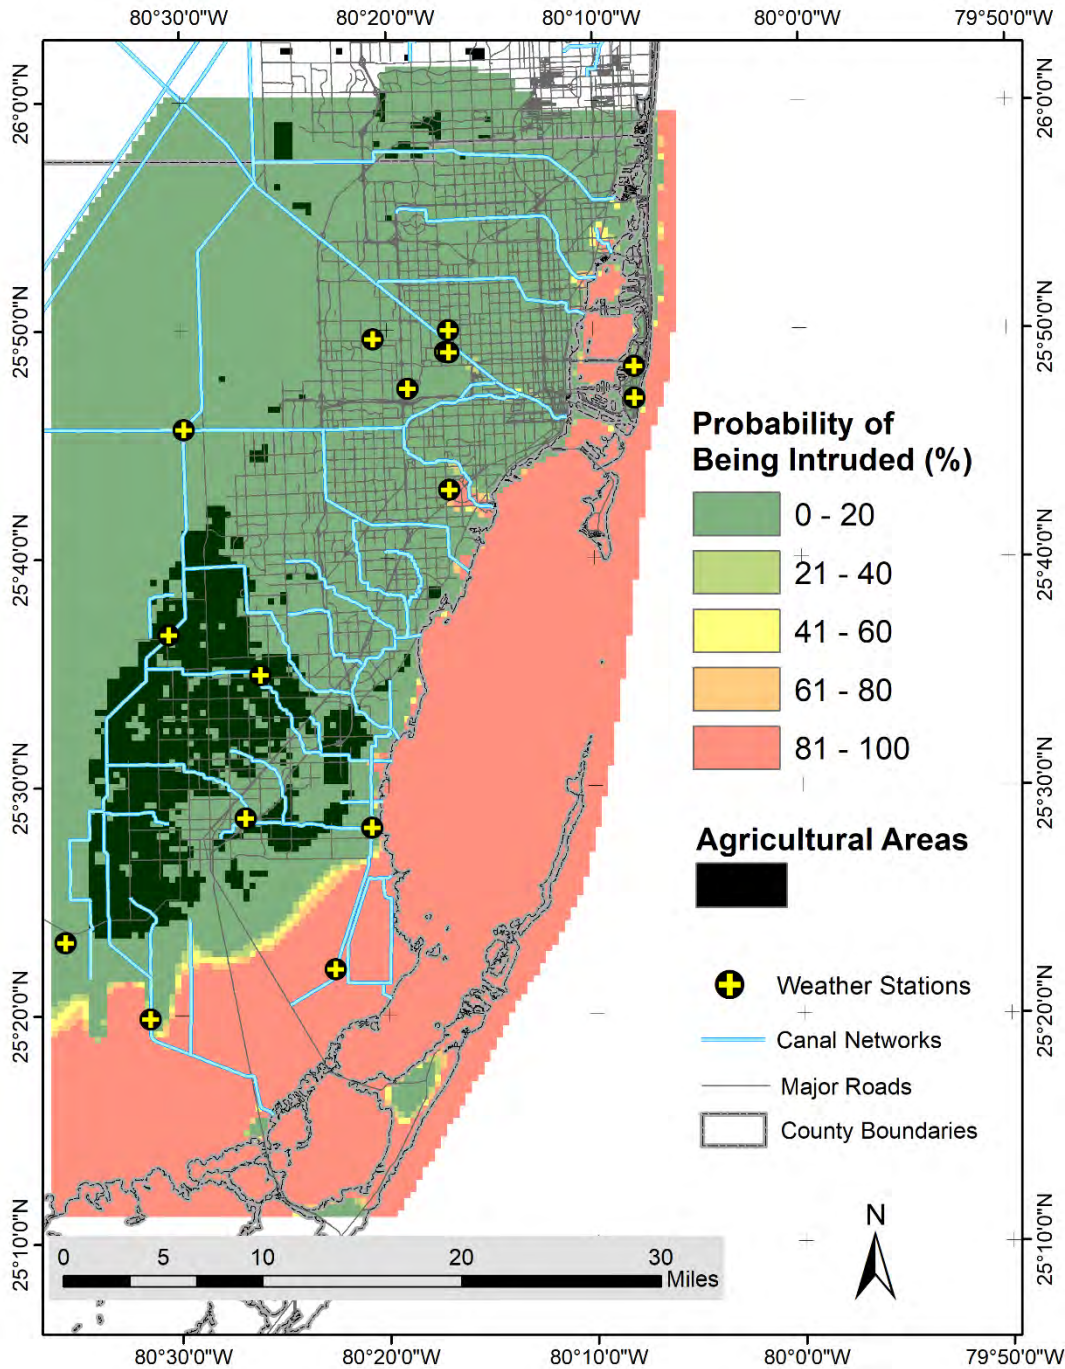 80°30'0"W 80°20'0"W 80°10'0"W 80°0'0"W 79°50'0"W
26°0'0"N 26°0'0"N
25°50'0"N 25°50'0"N
25°40'0"N 25°40'0"N
25°30'0"N 25°30'0"N
25°20'0"N 25°20'0"N
25°10'0"N 25°10'0"N
Probability of
Being Intruded (%)
0 - 20
21 - 40
41 - 60
61 - 80
81 - 100
Agricultural Areas
Weather Stations
Canal Networks
Major Roads
County Boundaries
N
0 5 10 20 30
Miles
80°30'0"W 80°20'0"W 80°10'0"W 80°0'0"W 79°50'0"W